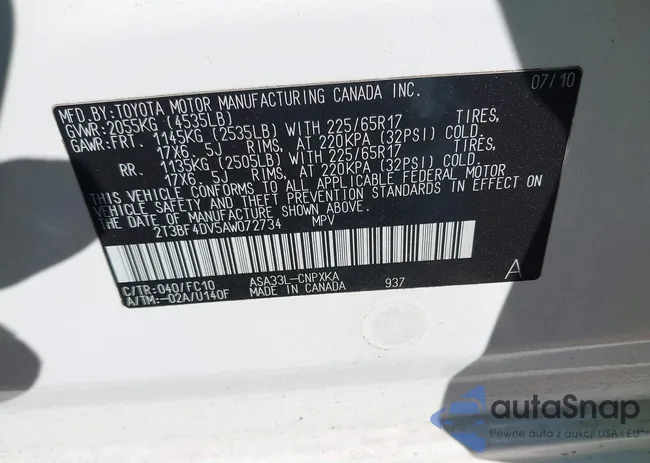 07/10
MFD.BY: TOYOTA MOTOR MANUFACTURING CANADA INC.
GVWR: 2055KG (4535LB)
GAWR: FRT. 1145KG (2535LB) WITH 225/65R17 TIRES,
17X6.5J RIMS, AT 220KPA (32PSI) COLD.
RR. 1135KG (2505LB) WITH 225/65R17 TIRES,
17X6.5J RIMS, AT 220KPA (32PSI) COLD.
THIS VEHICLE CONFORMS TO ALL APPLICABLE FEDERAL MOTOR
VEHICLE SAFETY AND THEFT PREVENTION STANDARDS IN EFFECT ON
THE DATE OF MANUFACTURE SHOWN ABOVE.
2T3BF4DV5AW072734 MPV
C/TR: 040/FC10 ASA33L-CNPXKA
A/TM: -02A/U140F MADE IN CANADA 937
A
autaSnap
Pewne auta z aukcji USA i EU